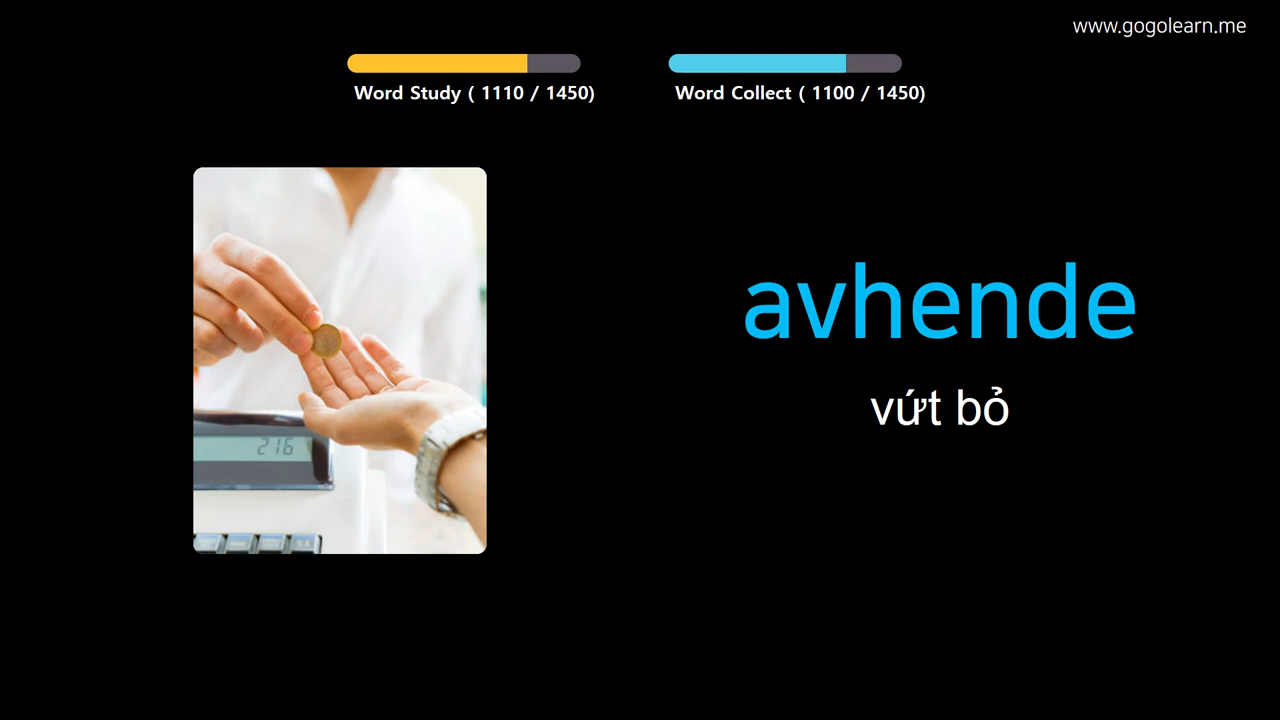 www.gogolearn.me
Word Study ( 1110 / 1450)
Word Collect ( 1100 / 1450)
avhende
vứt bỏ
216